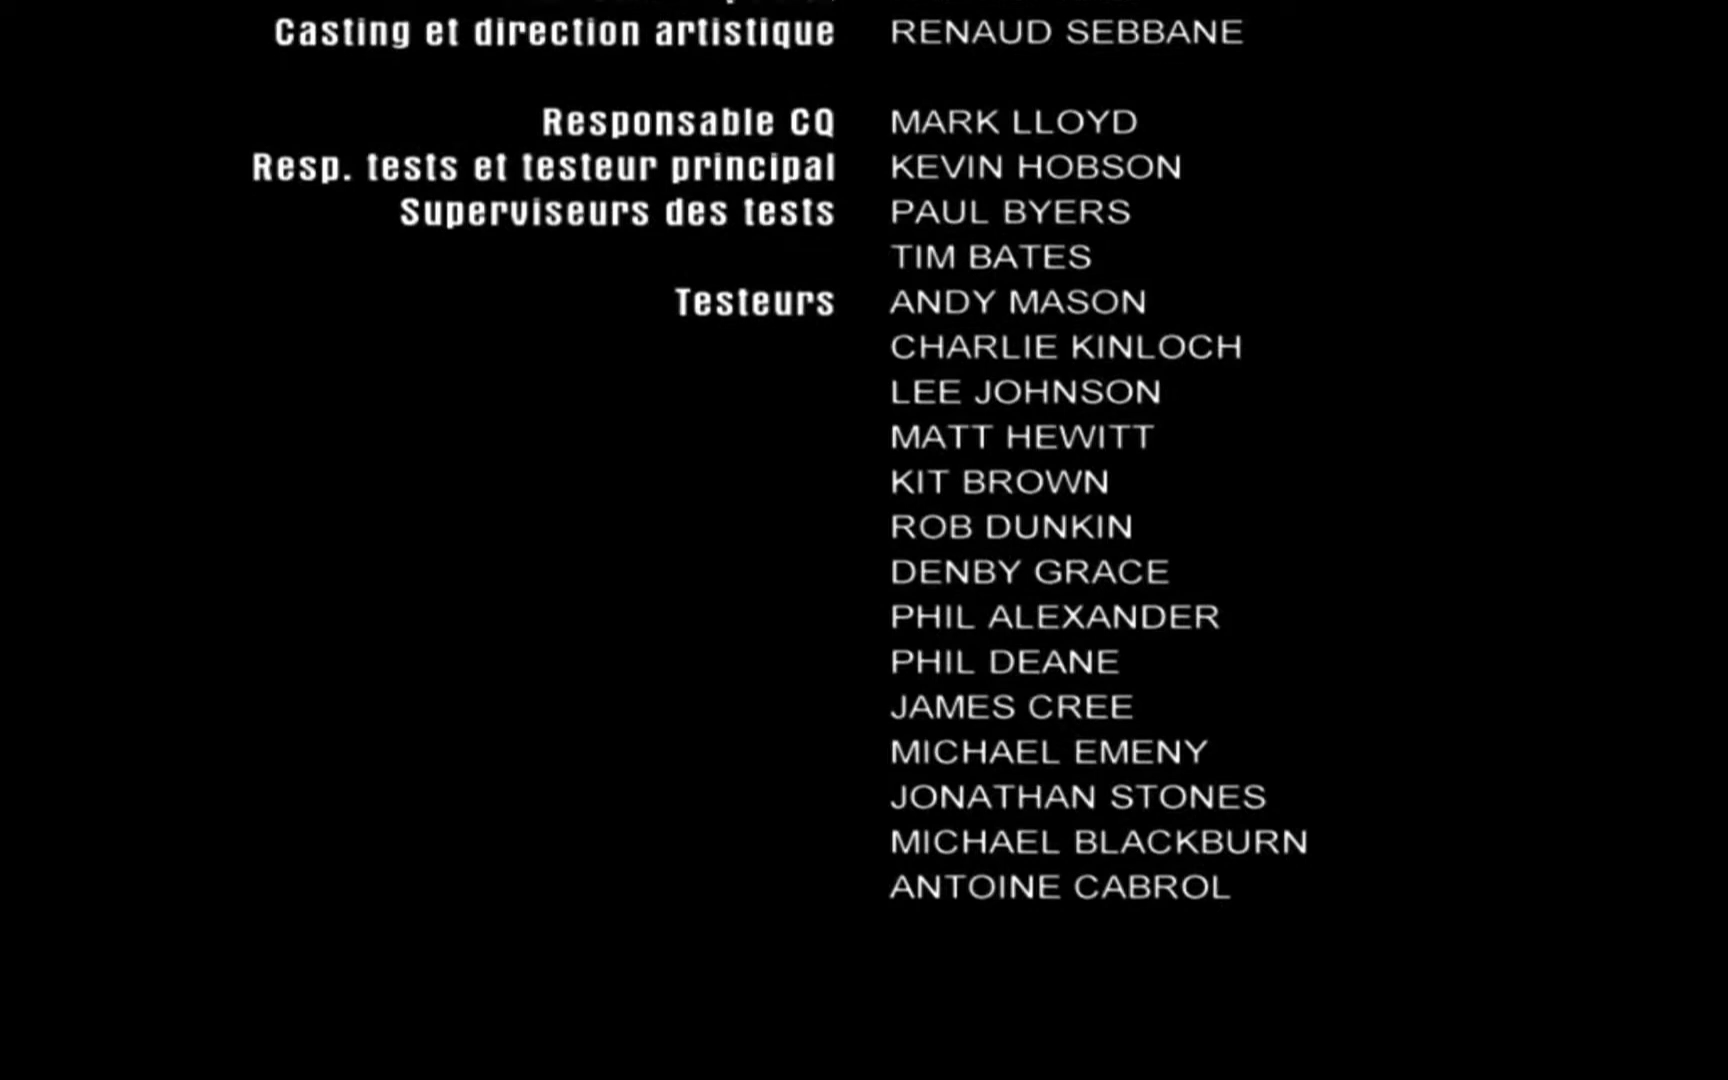 Casting et direction artistique RENAUD SEBBANE
Responsable CQ MARK LLOYD
Resp. tests et testeur principal KEVIN HOBSON
Superviseurs des tests PAUL BYERS
TIM BATES
Testeurs ANDY MASON
CHARLIE KINLOCH
LEE JOHNSON
MATT HEWITT
KIT BROWN
ROB DUNKIN
DENBY GRACE
PHIL ALEXANDER
PHIL DEANE
JAMES CREE
MICHAEL EMENY
JONATHAN STONES
MICHAEL BLACKBURN
ANTOINE CABROL